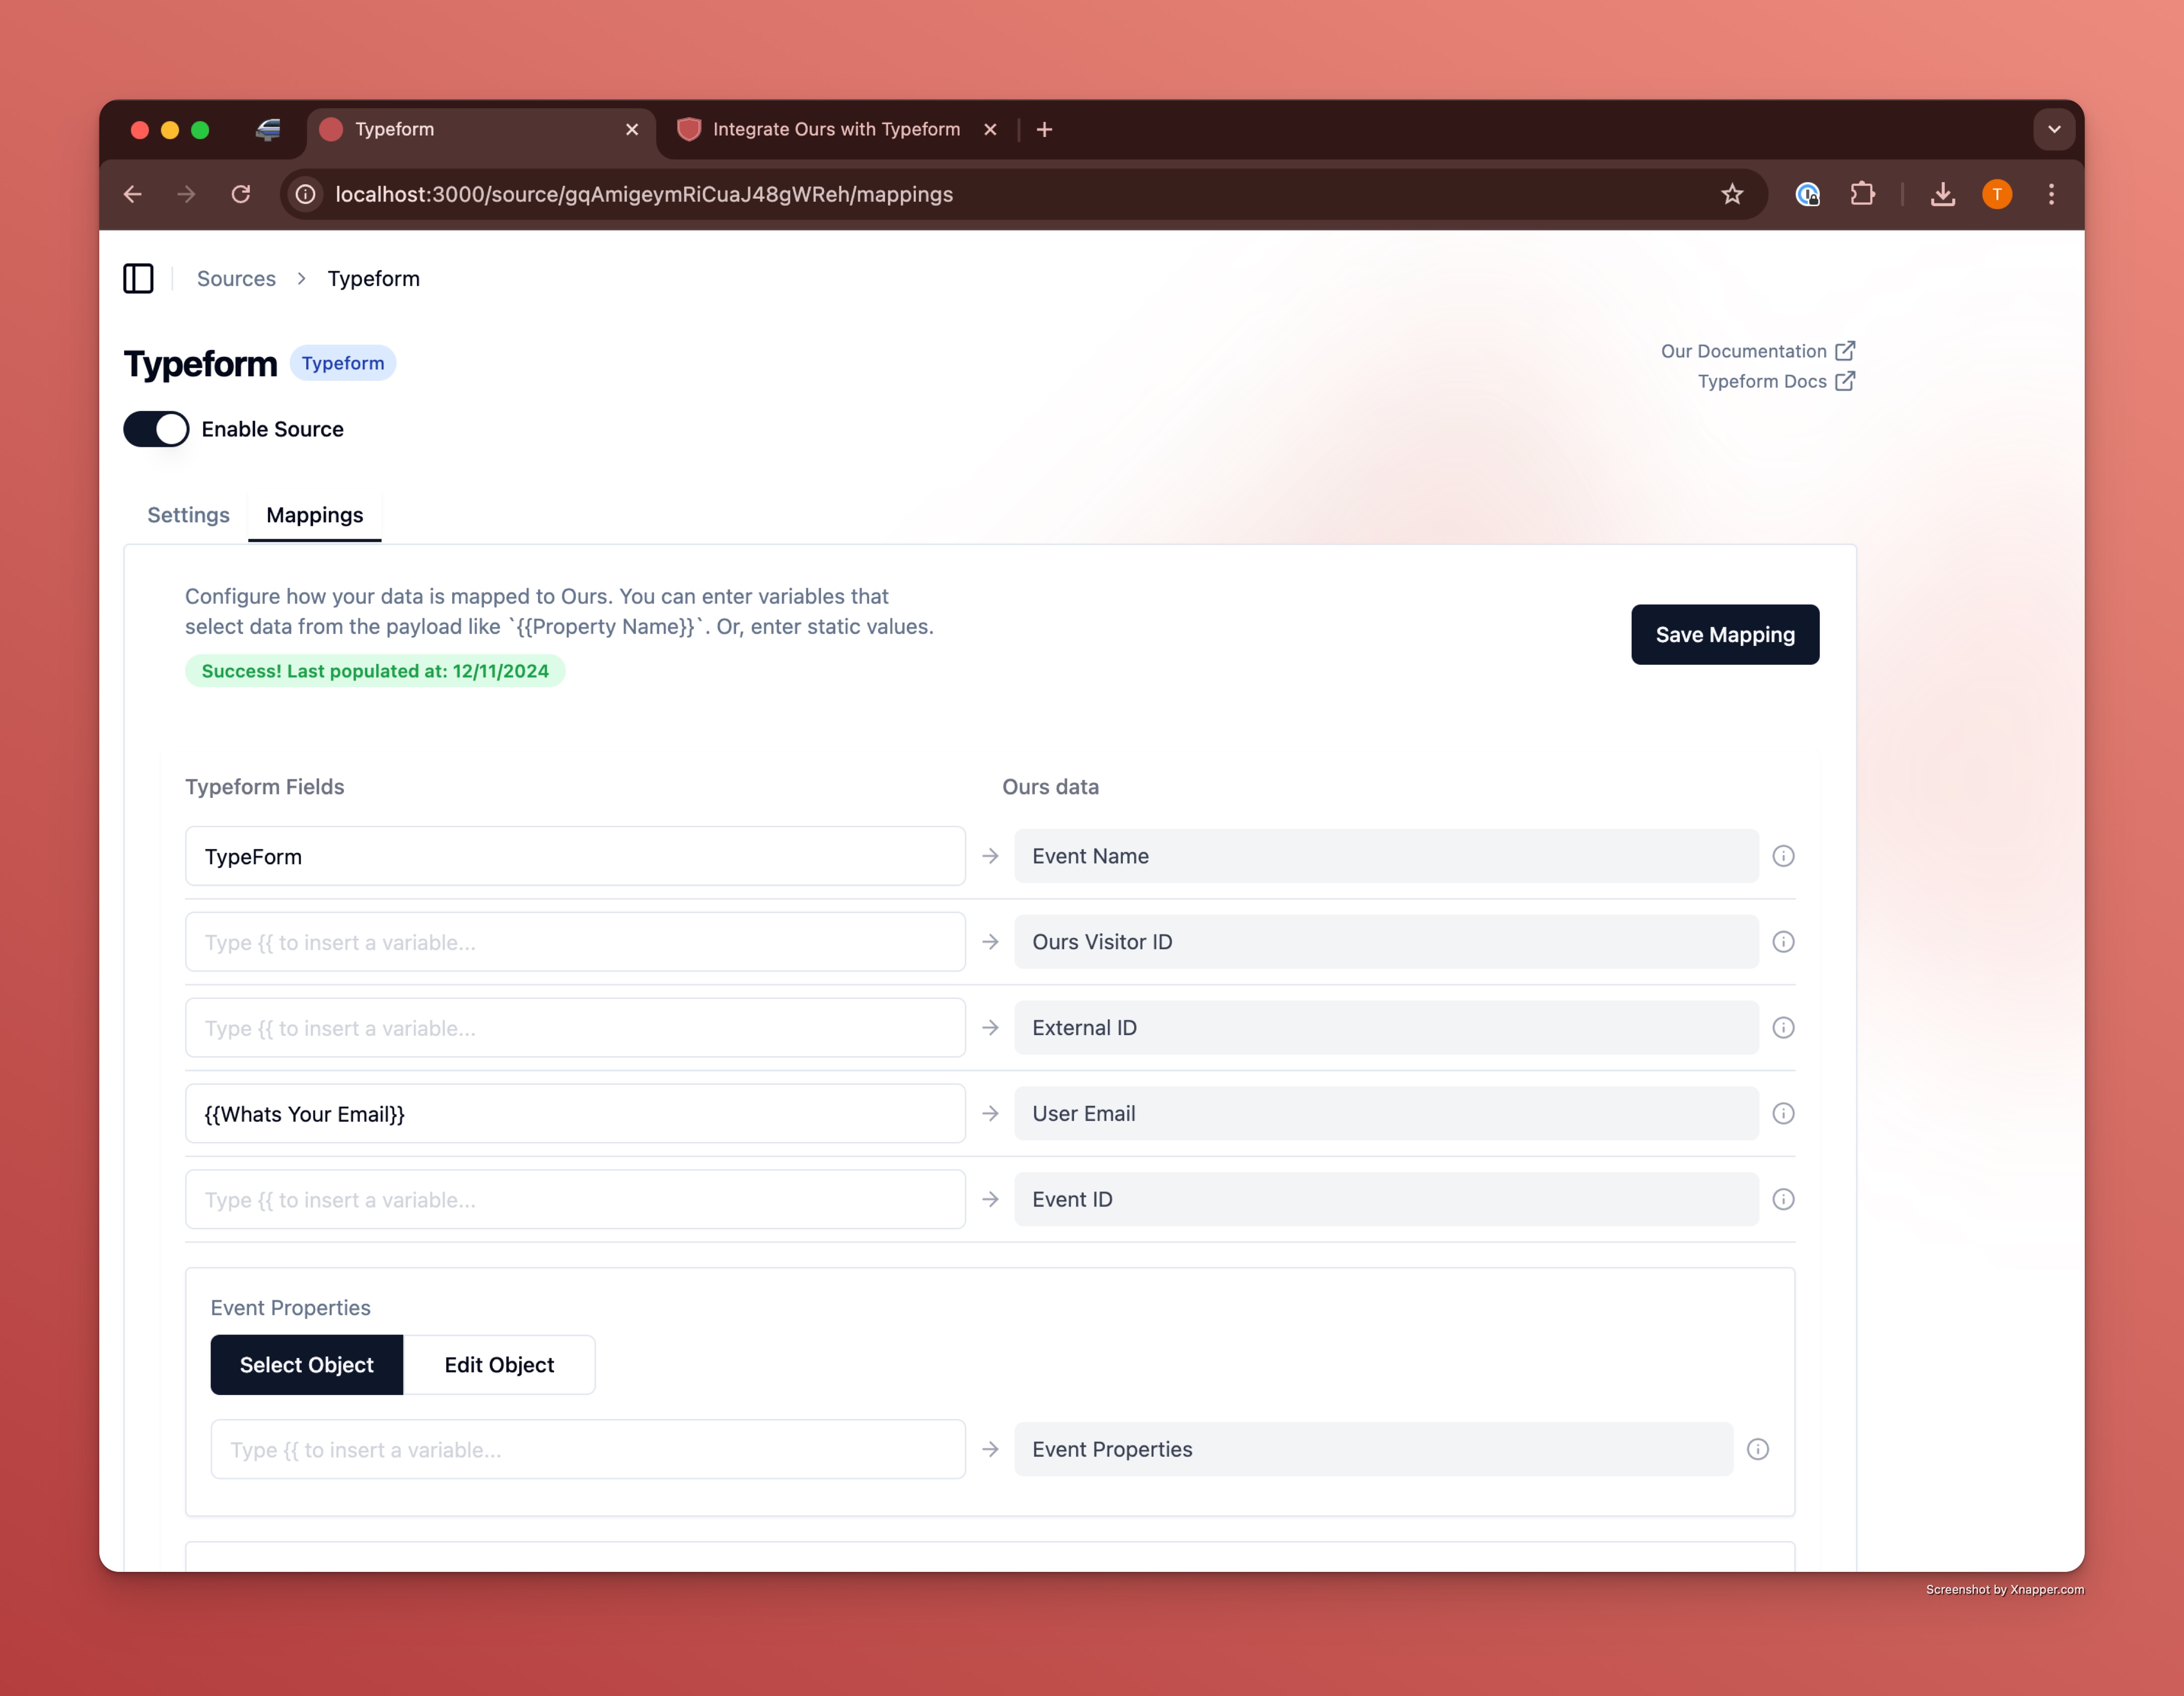 Typeform
Integrate Ours with Typeform
localhost:3000/source/gqAmigeymRiCuaJ48gWReh/mappings
T
Sources > Typeform
Typeform Typeform
Our Documentation
Typeform Docs
Enable Source
Settings Mappings
Configure how your data is mapped to Ours. You can enter variables that
select data from the payload like `{{Property Name}}`. Or, enter static values.
Save Mapping
Success! Last populated at: 12/11/2024
Typeform Fields Ours data
TypeForm → Event Name
Type {{ to insert a variable... → Ours Visitor ID
Type {{ to insert a variable... → External ID
{{Whats Your Email}} → User Email
Type {{ to insert a variable... → Event ID
Event Properties
Select Object Edit Object
Type {{ to insert a variable... → Event Properties
Screenshot by Xnapper.com